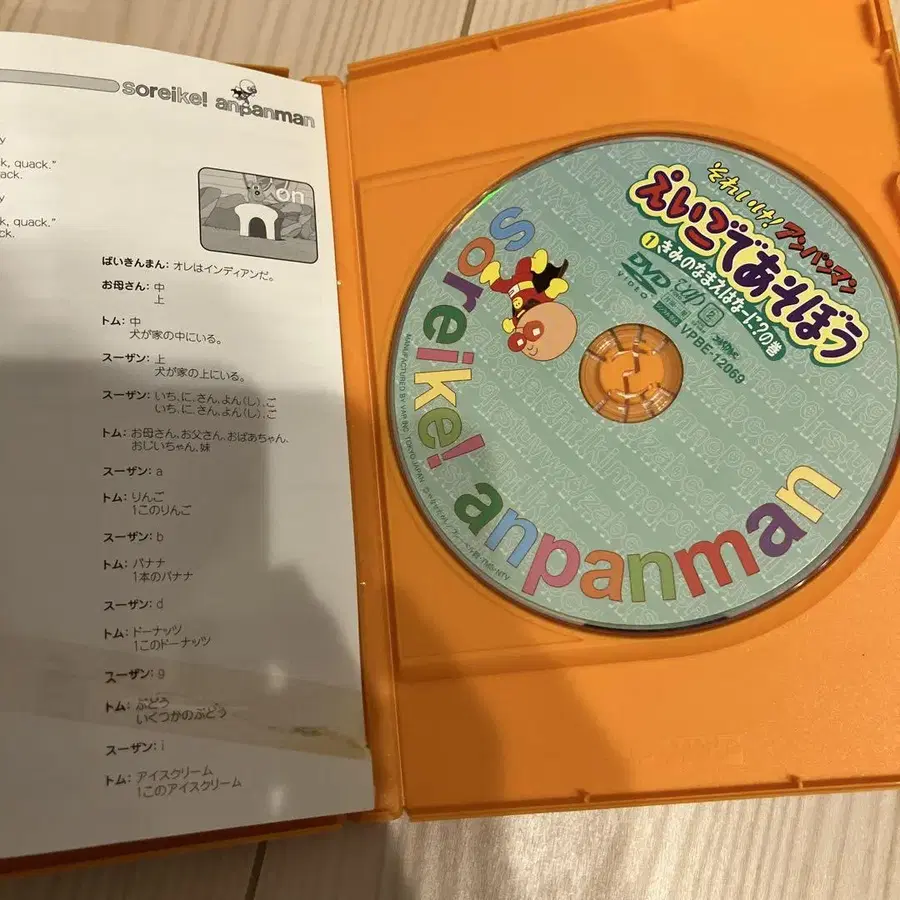 soreike! anpanman
y
k, quack."
ack.
y
k, quack."
ck.
on
ばいきんまん: オレはインディアンだ。
お母さん: 中
上
トム: 中
犬が家の中にいる。
スーザン: 上
犬が家の上にいる。
スーザン: いち、に、さん、よん(し)、ご
いち、に、さん、よん(し)、ご
トム: お母さん、お父さん、おばあちゃん、
おじいちゃん、妹
スーザン: a
トム: りんご
1このりんご
スーザン: b
トム: バナナ
1本のバナナ
スーザン: d
トム: ドーナッツ
1このドーナッツ
スーザン: g
トム: ぶどう
いくつかのぶどう
スーザン: i
トム: アイスクリーム
1このアイスクリーム
それいけ!アンパンマン
えいごであそぼう
1 きみのなまえはなーに?の巻
DVD
VIDEO
2
VPBE-12069
soreike! anpanman
MANUFACTURED BY VAP INC. TOKYO JAPAN